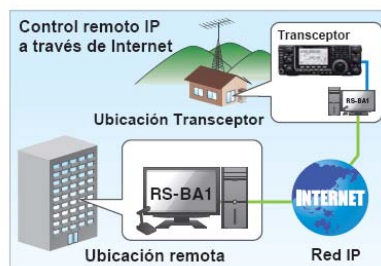 Control remoto IP
a través de Internet
Transceptor
RS-BA1
Ubicación Transceptor
RS-BA1
INTERNET
Ubicación remota
Red IP